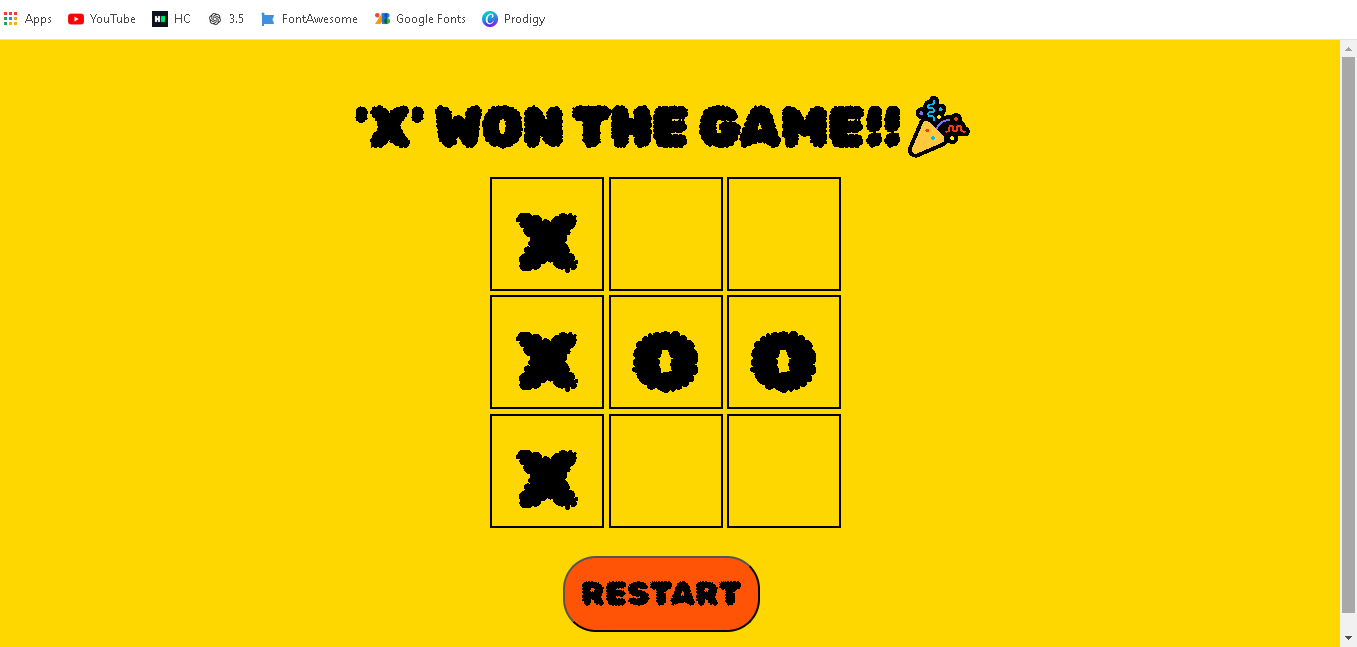 Apps YouTube HC 3.5 FontAwesome Google Fonts Prodigy
'X' WON THE GAME!! 🎉
X
X O O
X
RESTART